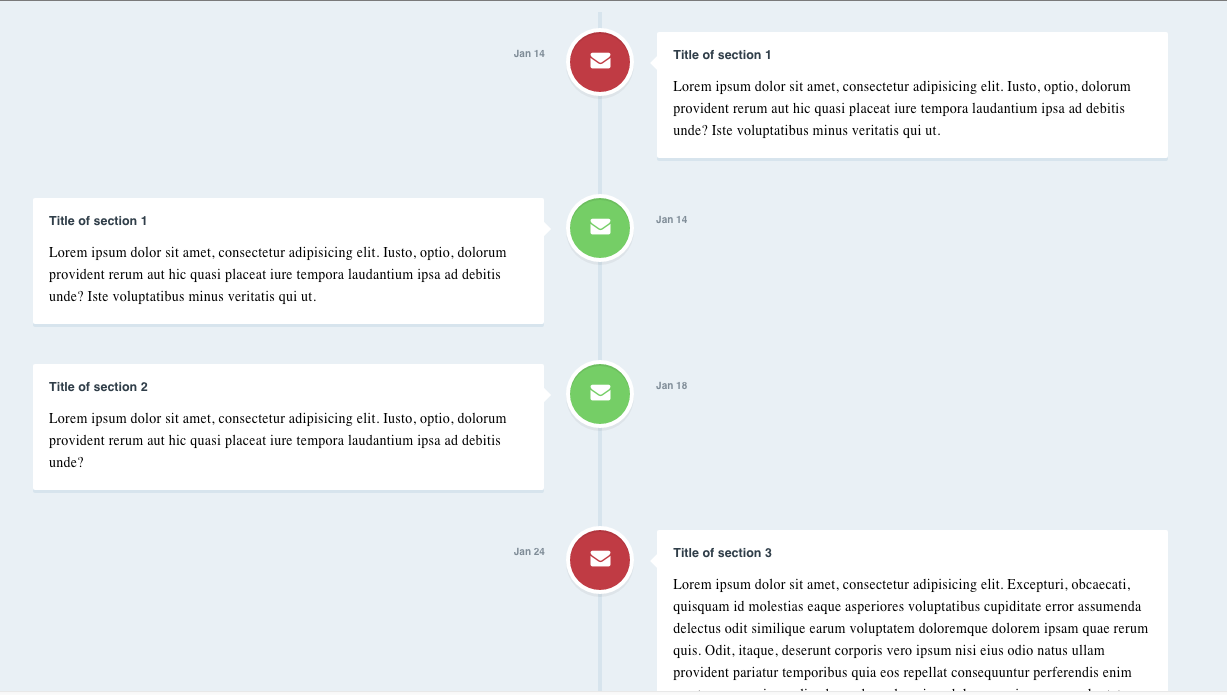 Jan 14
Title of section 1
Lorem ipsum dolor sit amet, consectetur adipisicing elit. Iusto, optio, dolorum
provident rerum aut hic quasi placeat iure tempora laudantium ipsa ad debitis
unde? Iste voluptatibus minus veritatis qui ut.
Title of section 1
Jan 14
Lorem ipsum dolor sit amet, consectetur adipisicing elit. Iusto, optio, dolorum
provident rerum aut hic quasi placeat iure tempora laudantium ipsa ad debitis
unde? Iste voluptatibus minus veritatis qui ut.
Title of section 2
Jan 18
Lorem ipsum dolor sit amet, consectetur adipisicing elit. Iusto, optio, dolorum
provident rerum aut hic quasi placeat iure tempora laudantium ipsa ad debitis
unde?
Jan 24
Title of section 3
Lorem ipsum dolor sit amet, consectetur adipisicing elit. Excepturi, obcaecati,
quisquam id molestias eaque asperiores voluptatibus cupiditate error assumenda
delectus odit similique earum voluptatem doloremque dolorem ipsam quae rerum
quis. Odit, itaque, deserunt corporis vero ipsum nisi eius odio natus ullam
provident pariatur temporibus quia eos repellat consequuntur perferendis enim